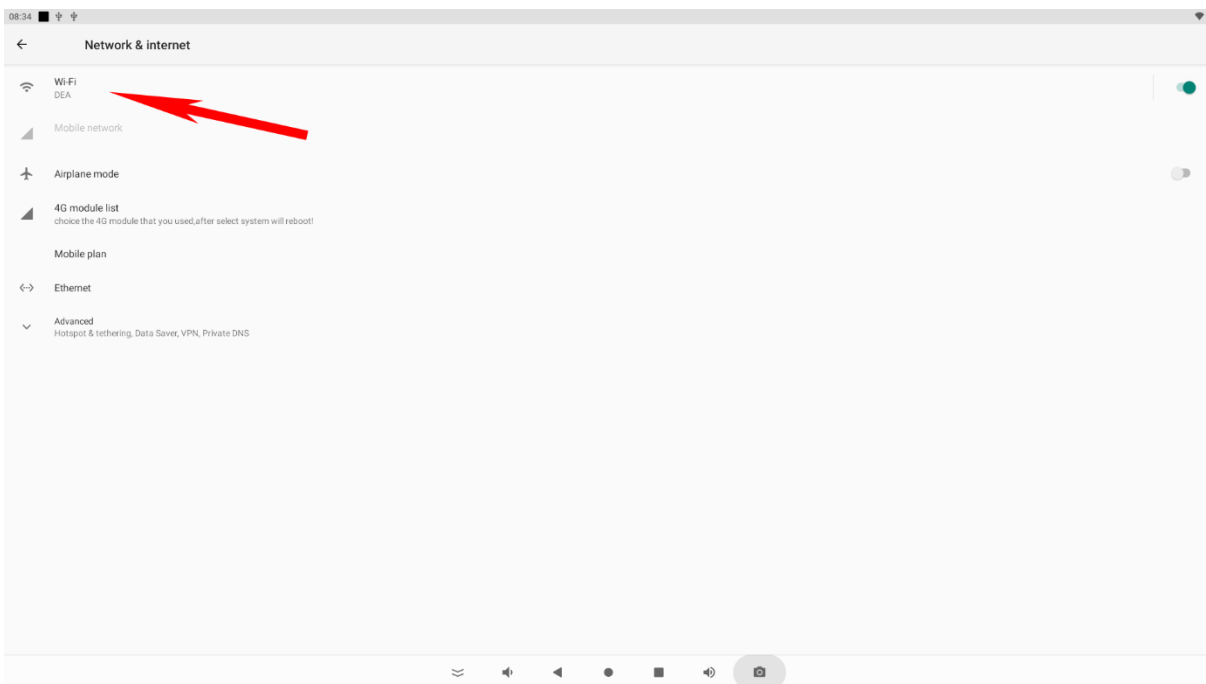 08:34
Network & internet
Wi-Fi
DEA
Mobile network
Airplane mode
4G module list
choice the 4G module that you used,after select system will reboot!
Mobile plan
Ethernet
Advanced
Hotspot & tethering, Data Saver, VPN, Private DNS